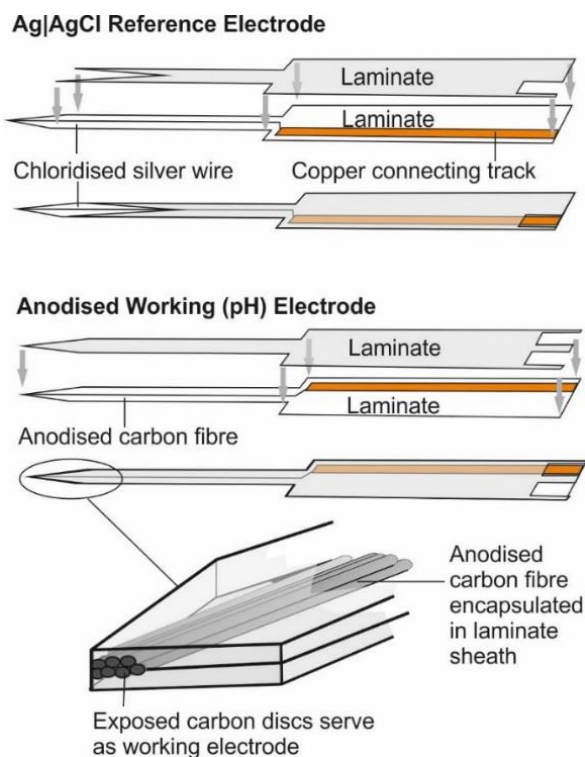 Ag|AgCl Reference Electrode
Laminate
Laminate
Chloridised silver wire
Copper connecting track
Anodised Working (pH) Electrode
Laminate
Laminate
Anodised carbon fibre
Anodised
carbon fibre
encapsulated
in laminate
sheath
Exposed carbon discs serve
as working electrode